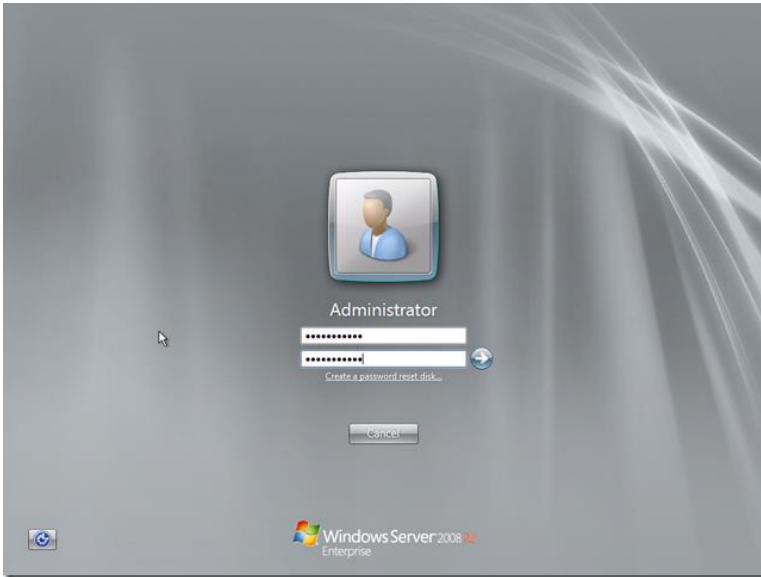 Administrator
•••••••••••
•••••••••••
Create a password reset disk...
Cancel
Windows Server 2008 R2
Enterprise